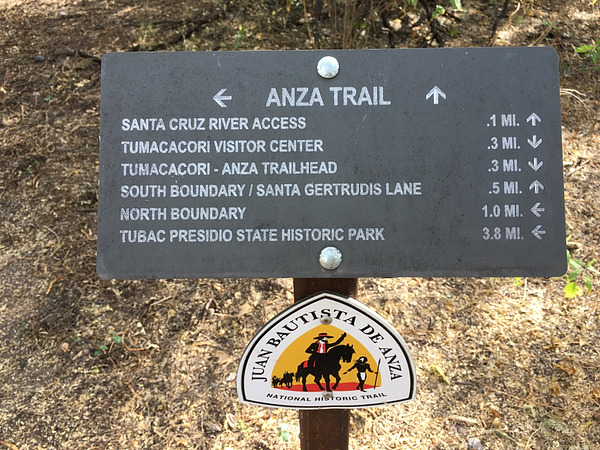 ← ANZA TRAIL ↑
SANTA CRUZ RIVER ACCESS .1 MI. ↑
TUMACACORI VISITOR CENTER .3 MI. ↓
TUMACACORI - ANZA TRAILHEAD .3 MI. ↓
SOUTH BOUNDARY / SANTA GERTRUDIS LANE .5 MI. ↑
NORTH BOUNDARY 1.0 MI. ←
TUBAC PRESIDIO STATE HISTORIC PARK 3.8 MI. ←
JUAN BAUTISTA DE ANZA
NATIONAL HISTORIC TRAIL